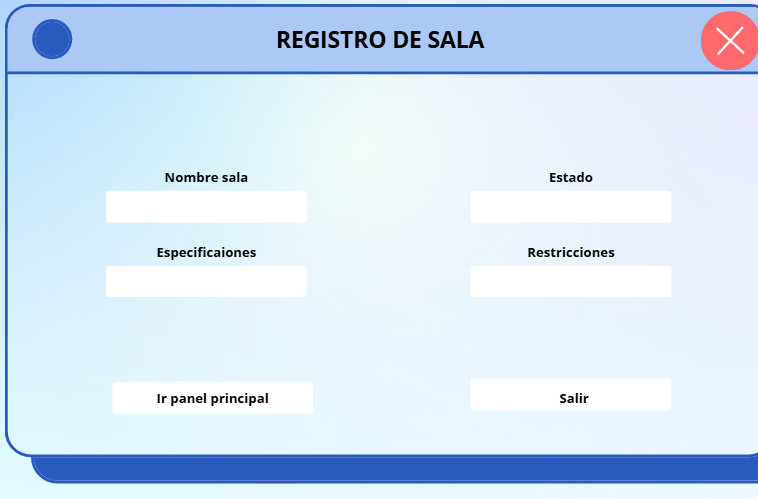 REGISTRO DE SALA
Nombre sala
Estado
Especificaiones
Restricciones
Ir panel principal
Salir